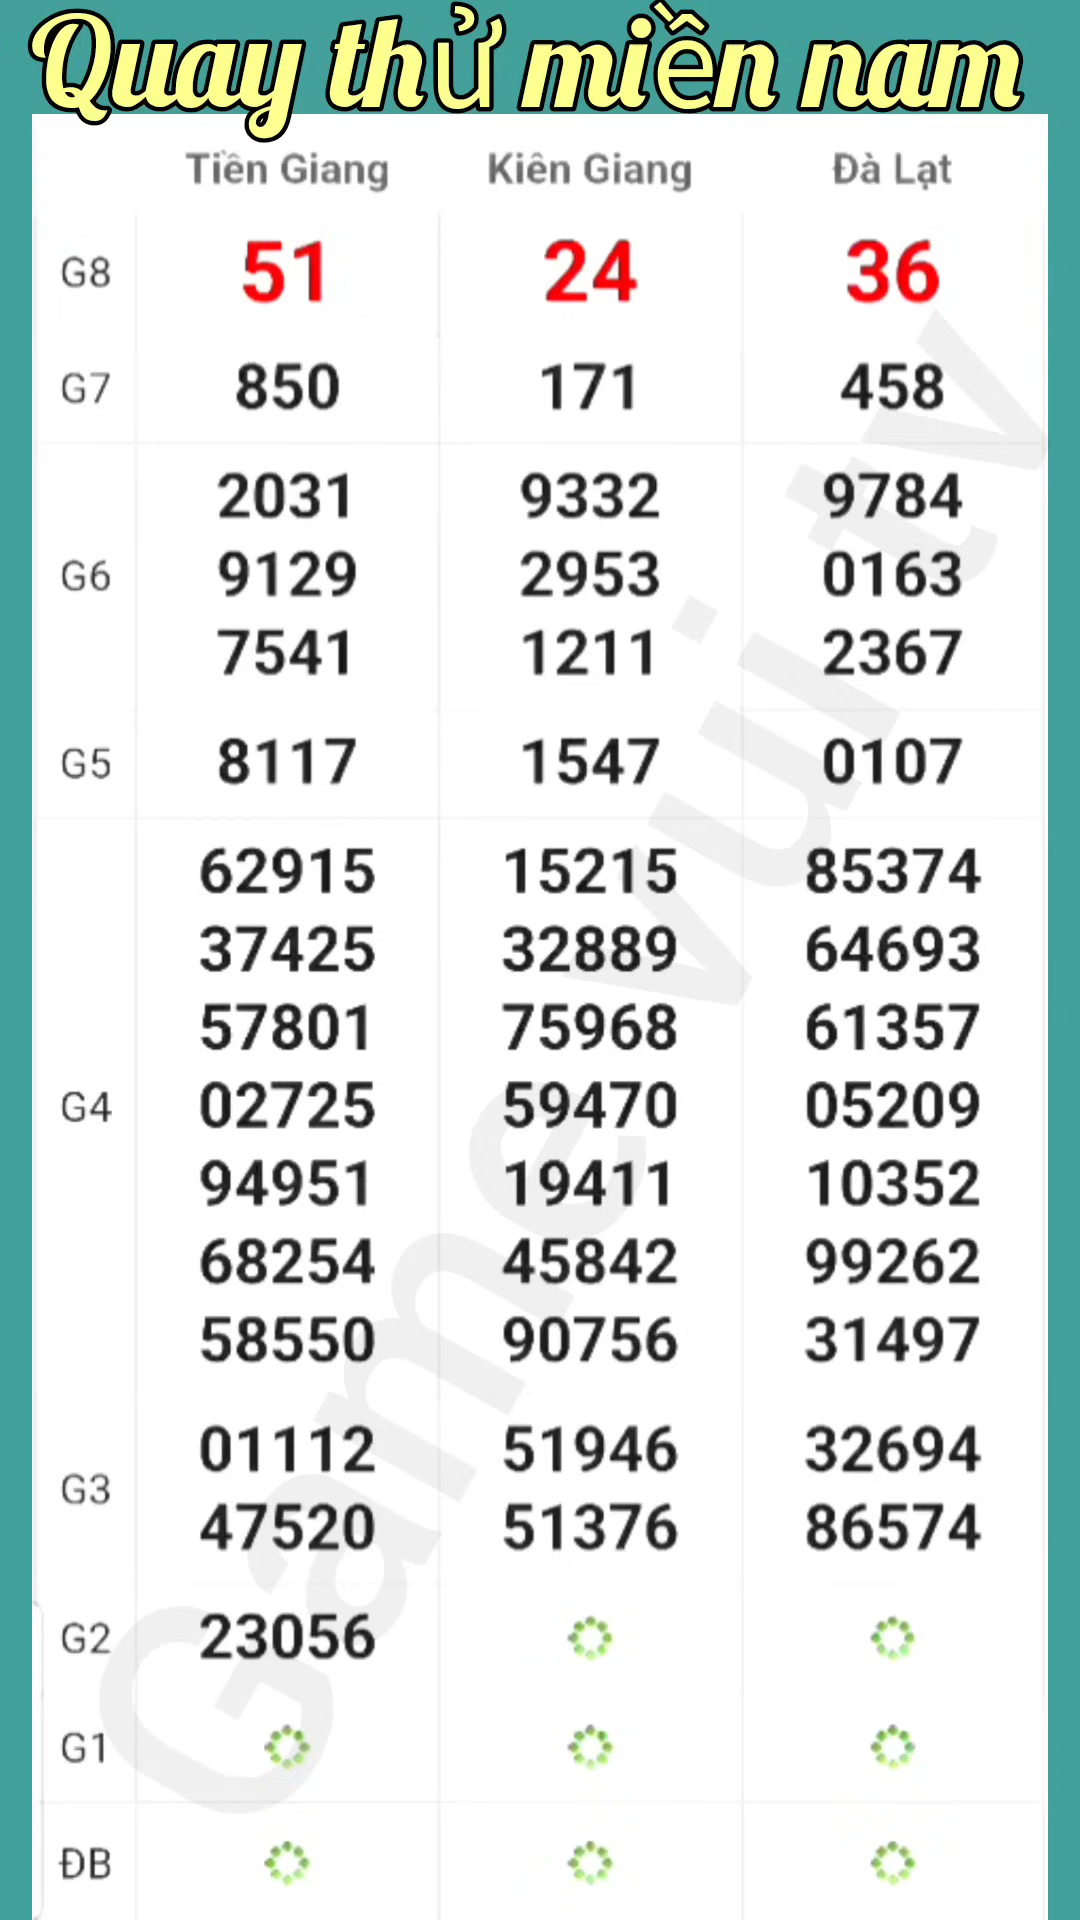 Quay thử miền nam
Tiền Giang Kiên Giang Đà Lạt
G8 51 24 36
G7 850 171 458
2031 9332 9784
G6 9129 2953 0163
7541 1211 2367
G5 8117 1547 0107
62915 15215 85374
37425 32889 64693
57801 75968 61357
G4 02725 59470 05209
94951 19411 10352
68254 45842 99262
58550 90756 31497
G3 01112 51946 32694
47520 51376 86574
G2 23056
G1
ĐB
Game vui tv